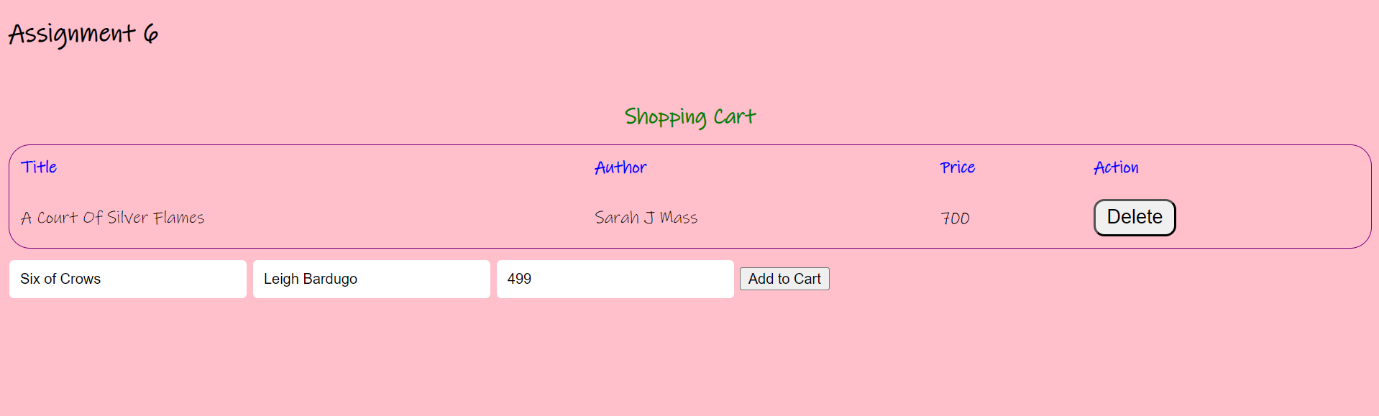 Assignment 6
Shopping Cart
Title Author Price Action
A Court Of Silver Flames Sarah J Mass 700 Delete
Six of Crows Leigh Bardugo 499 Add to Cart